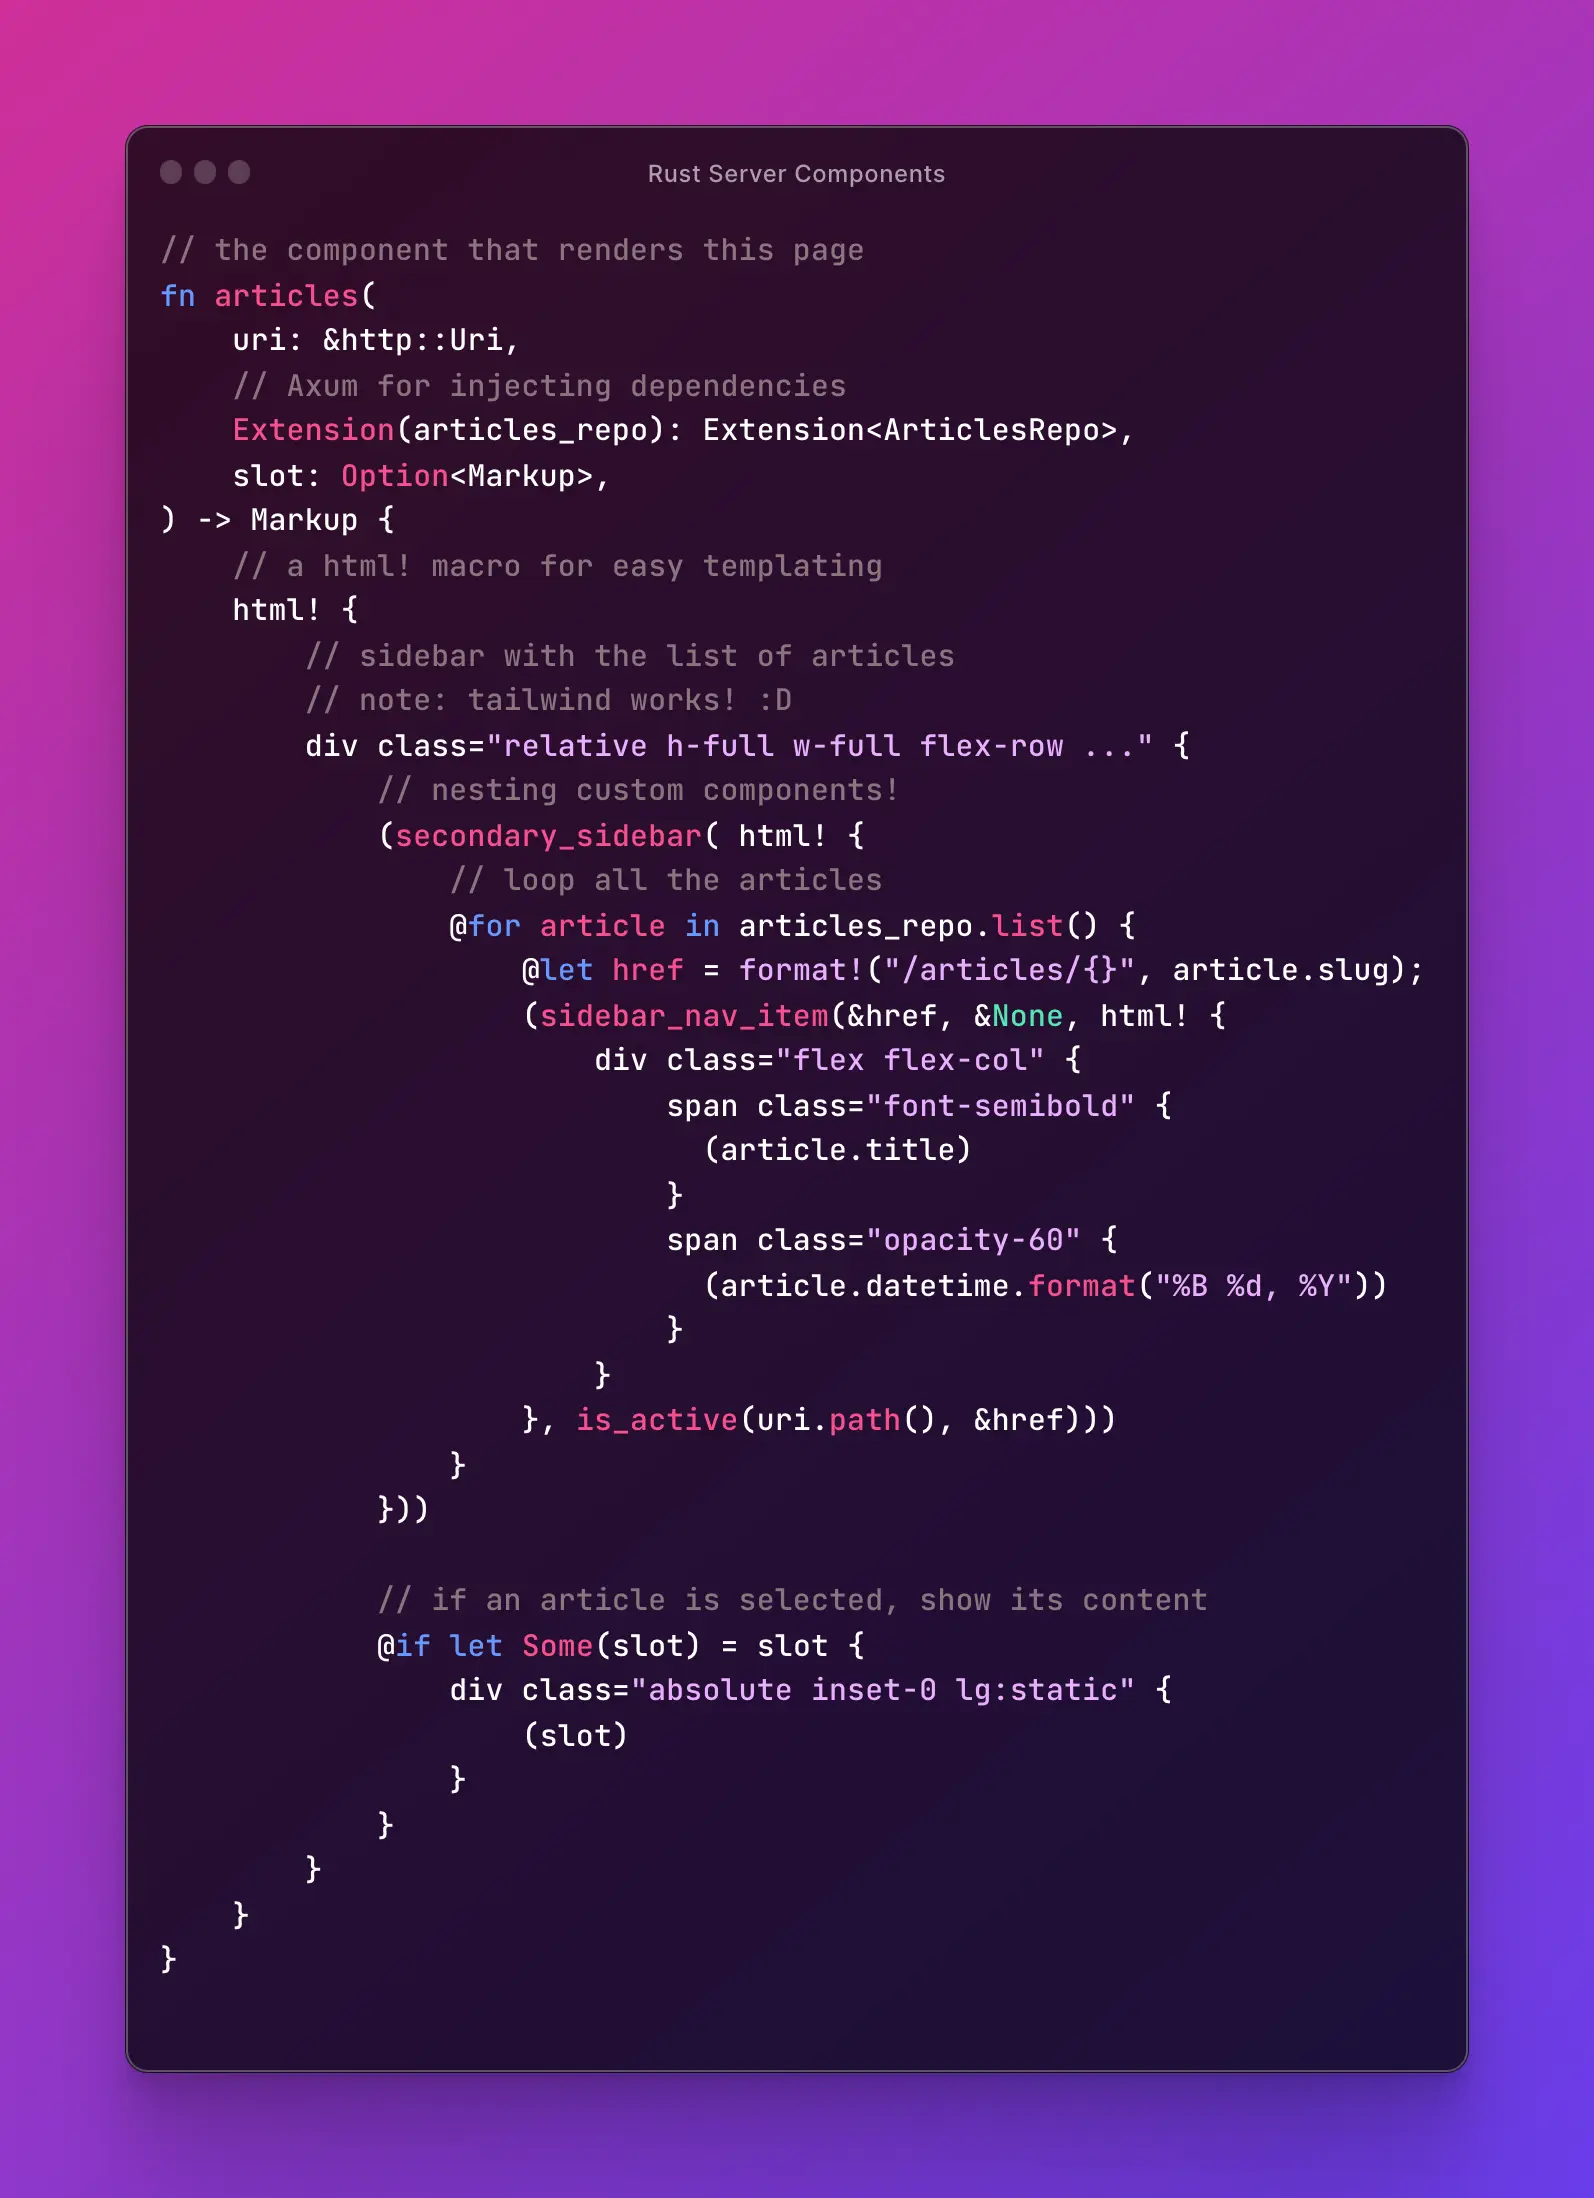 Rust Server Components
// the component that renders this page
fn articles(
    uri: &http::Uri,
    // Axum for injecting dependencies
    Extension(articles_repo): Extension<ArticlesRepo>,
    slot: Option<Markup>,
) -> Markup {
    // a html! macro for easy templating
    html! {
        // sidebar with the list of articles
        // note: tailwind works! :D
        div class="relative h-full w-full flex-row ..." {
            // nesting custom components!
            (secondary_sidebar( html! {
                // loop all the articles
                @for article in articles_repo.list() {
                    @let href = format!("/articles/{}", article.slug);
                    (sidebar_nav_item(&href, &None, html! {
                        div class="flex flex-col" {
                            span class="font-semibold" {
                              (article.title)
                            }
                            span class="opacity-60" {
                              (article.datetime.format("%B %d, %Y"))
                            }
                        }
                    }, is_active(uri.path(), &href)))
                }
            }))

            // if an article is selected, show its content
            @if let Some(slot) = slot {
                div class="absolute inset-0 lg:static" {
                    (slot)
                }
            }
        }
    }
}